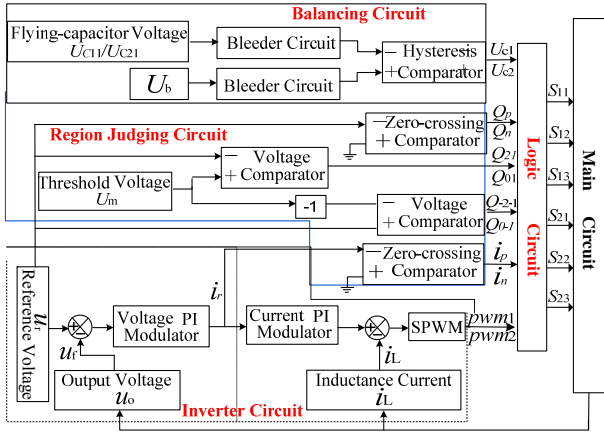 Balancing Circuit
Flying-capacitor Voltage
UC11/UC21
Bleeder Circuit
− Hysteresis
+ Comparator
Uc1
Uc2
Ub
Bleeder Circuit
Region Judging Circuit
− Zero-crossing
+ Comparator
Qp
Qn
− Voltage
+ Comparator
Q21
Q01
Threshold Voltage
Um
-1
− Voltage
+ Comparator
Q-2-1
Q0-1
− Zero-crossing
+ Comparator
ip
in
Logic
Circuit
S11
S12
S13
S21
S22
S23
Main
Circuit
Reference Voltage
ur
uf
Voltage PI
Modulator
ir
Current PI
Modulator
SPWM
pwm1
pwm2
iL
Output Voltage
uo
Inverter Circuit
Inductance Current
iL